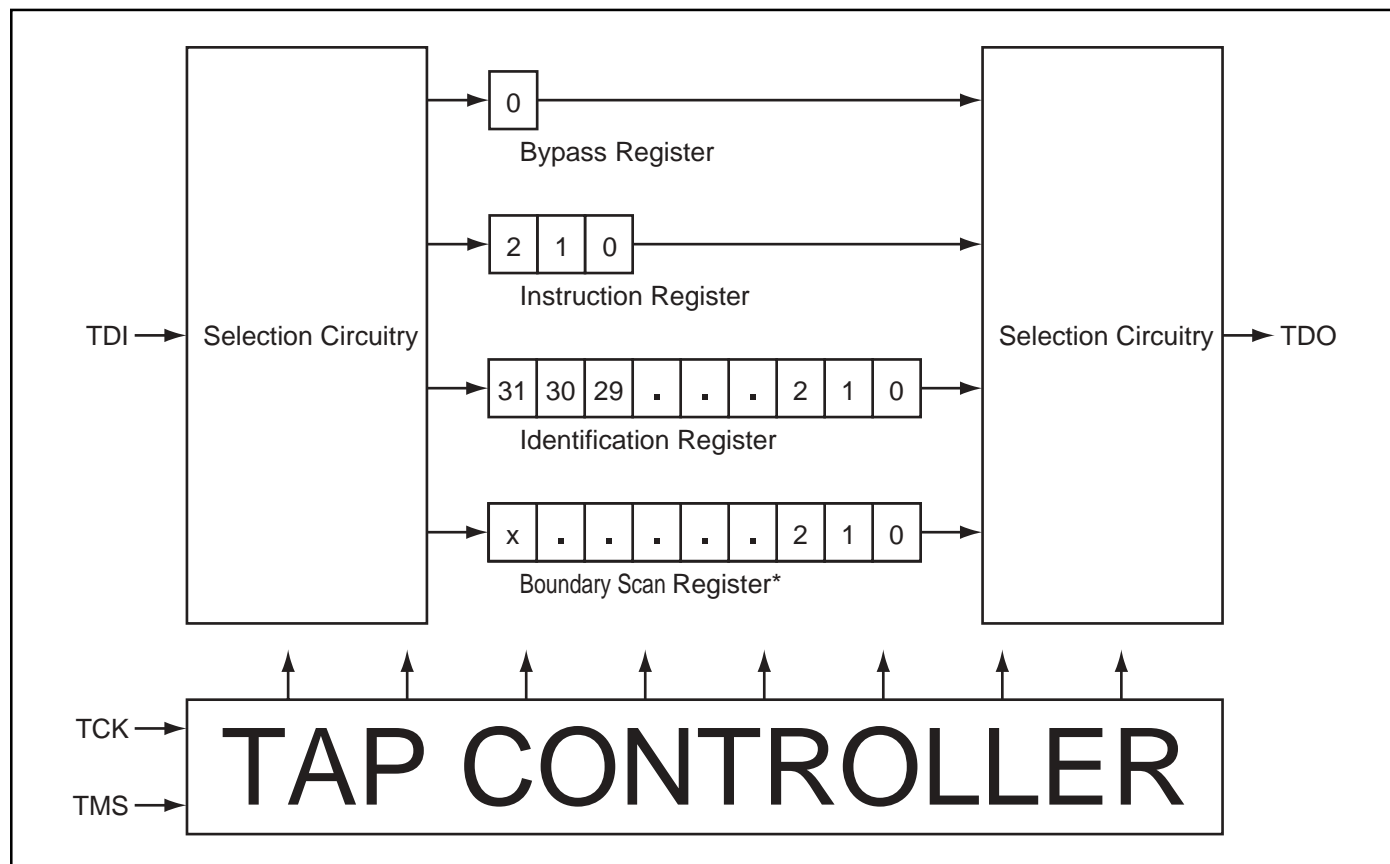 0
Bypass Register
2 1 0
Instruction Register
TDI
Selection Circuitry
Selection Circuitry
TDO
31 30 29 . . . 2 1 0
Identification Register
x . . . . . 2 1 0
Boundary Scan Register*
TCK
TAP CONTROLLER
TMS